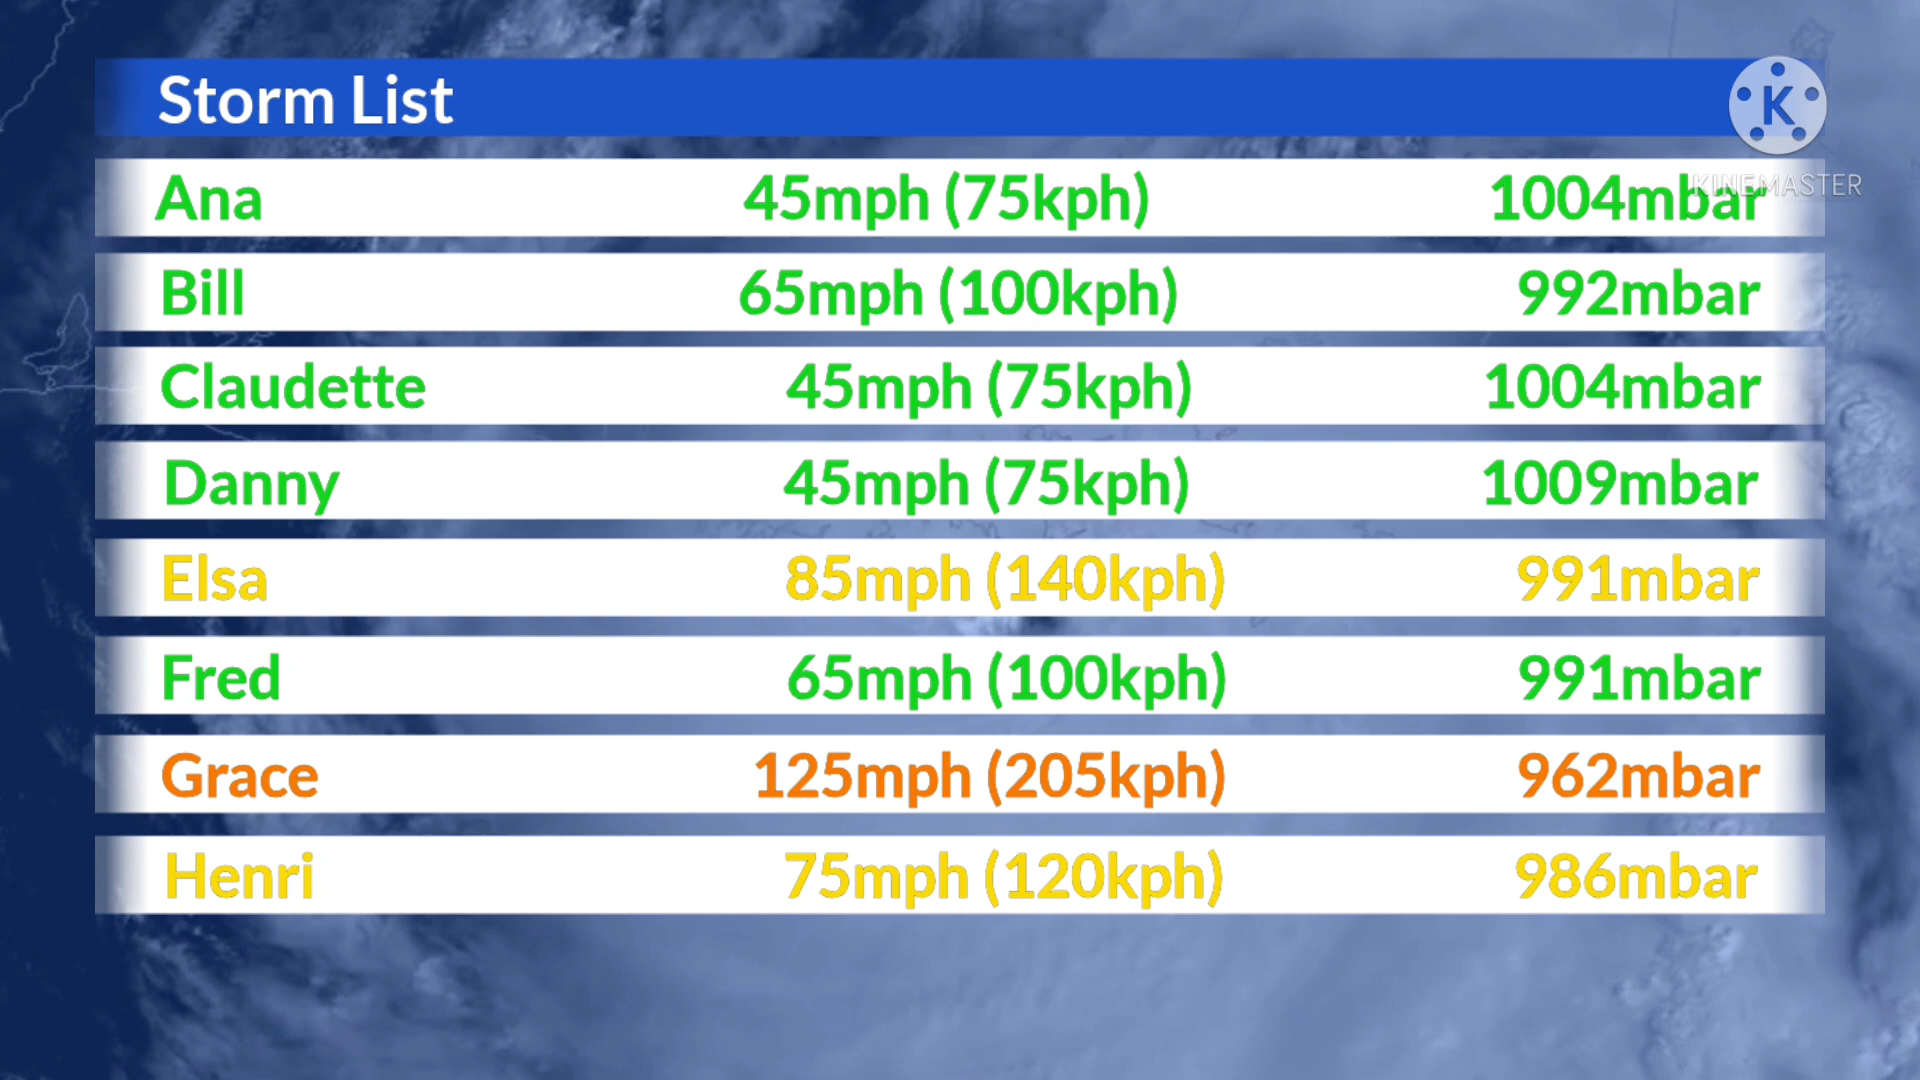 Storm List
K
KINEMASTER
Ana 45mph (75kph) 1004mbar
Bill 65mph (100kph) 992mbar
Claudette 45mph (75kph) 1004mbar
Danny 45mph (75kph) 1009mbar
Elsa 85mph (140kph) 991mbar
Fred 65mph (100kph) 991mbar
Grace 125mph (205kph) 962mbar
Henri 75mph (120kph) 986mbar